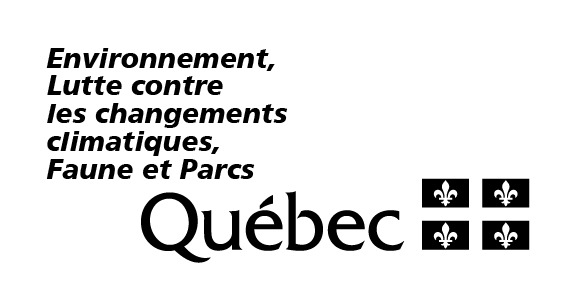 Environnement,
Lutte contre
les changements
climatiques,
Faune et Parcs
Québec